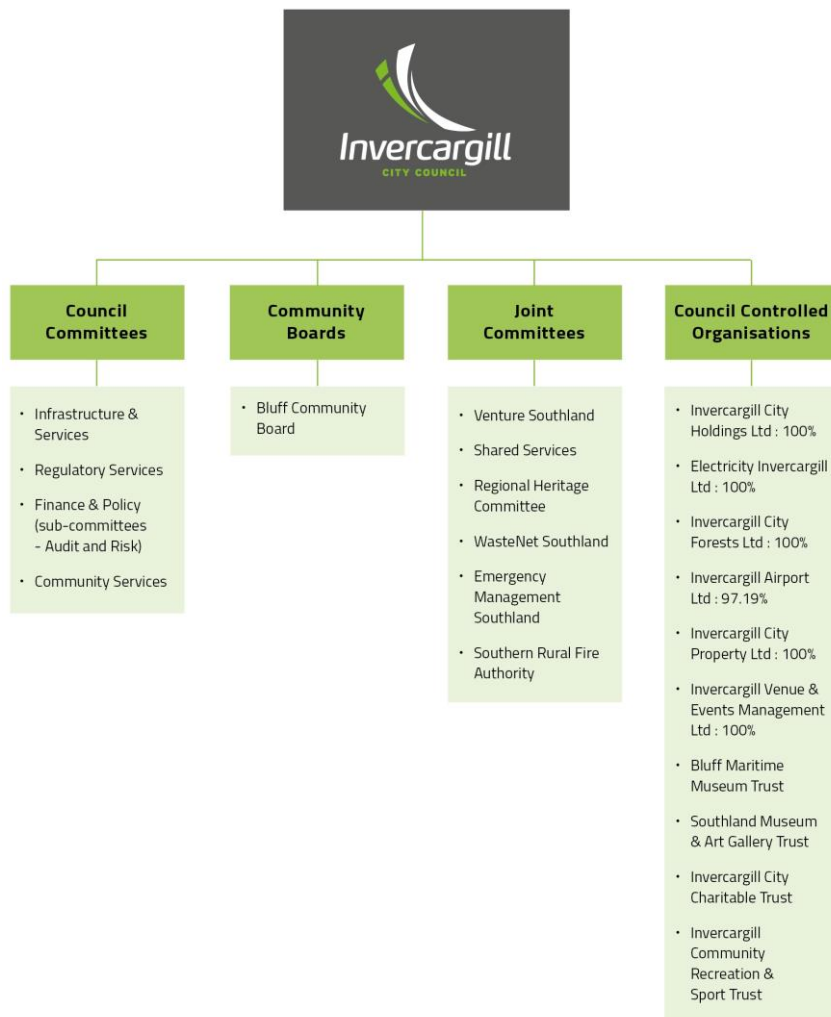 Invercargill
CITY COUNCIL
Council
Committees
• Infrastructure &
Services
• Regulatory Services
• Finance & Policy
(sub-committees
- Audit and Risk)
• Community Services
Community
Boards
• Bluff Community
Board
Joint
Committees
• Venture Southland
• Shared Services
• Regional Heritage
Committee
• WasteNet Southland
• Emergency
Management
Southland
• Southern Rural Fire
Authority
Council Controlled
Organisations
• Invercargill City
Holdings Ltd : 100%
• Electricity Invercargill
Ltd : 100%
• Invercargill City
Forests Ltd : 100%
• Invercargill Airport
Ltd : 97.19%
• Invercargill City
Property Ltd : 100%
• Invercargill Venue &
Events Management
Ltd : 100%
• Bluff Maritime
Museum Trust
• Southland Museum
& Art Gallery Trust
• Invercargill City
Charitable Trust
• Invercargill
Community
Recreation &
Sport Trust